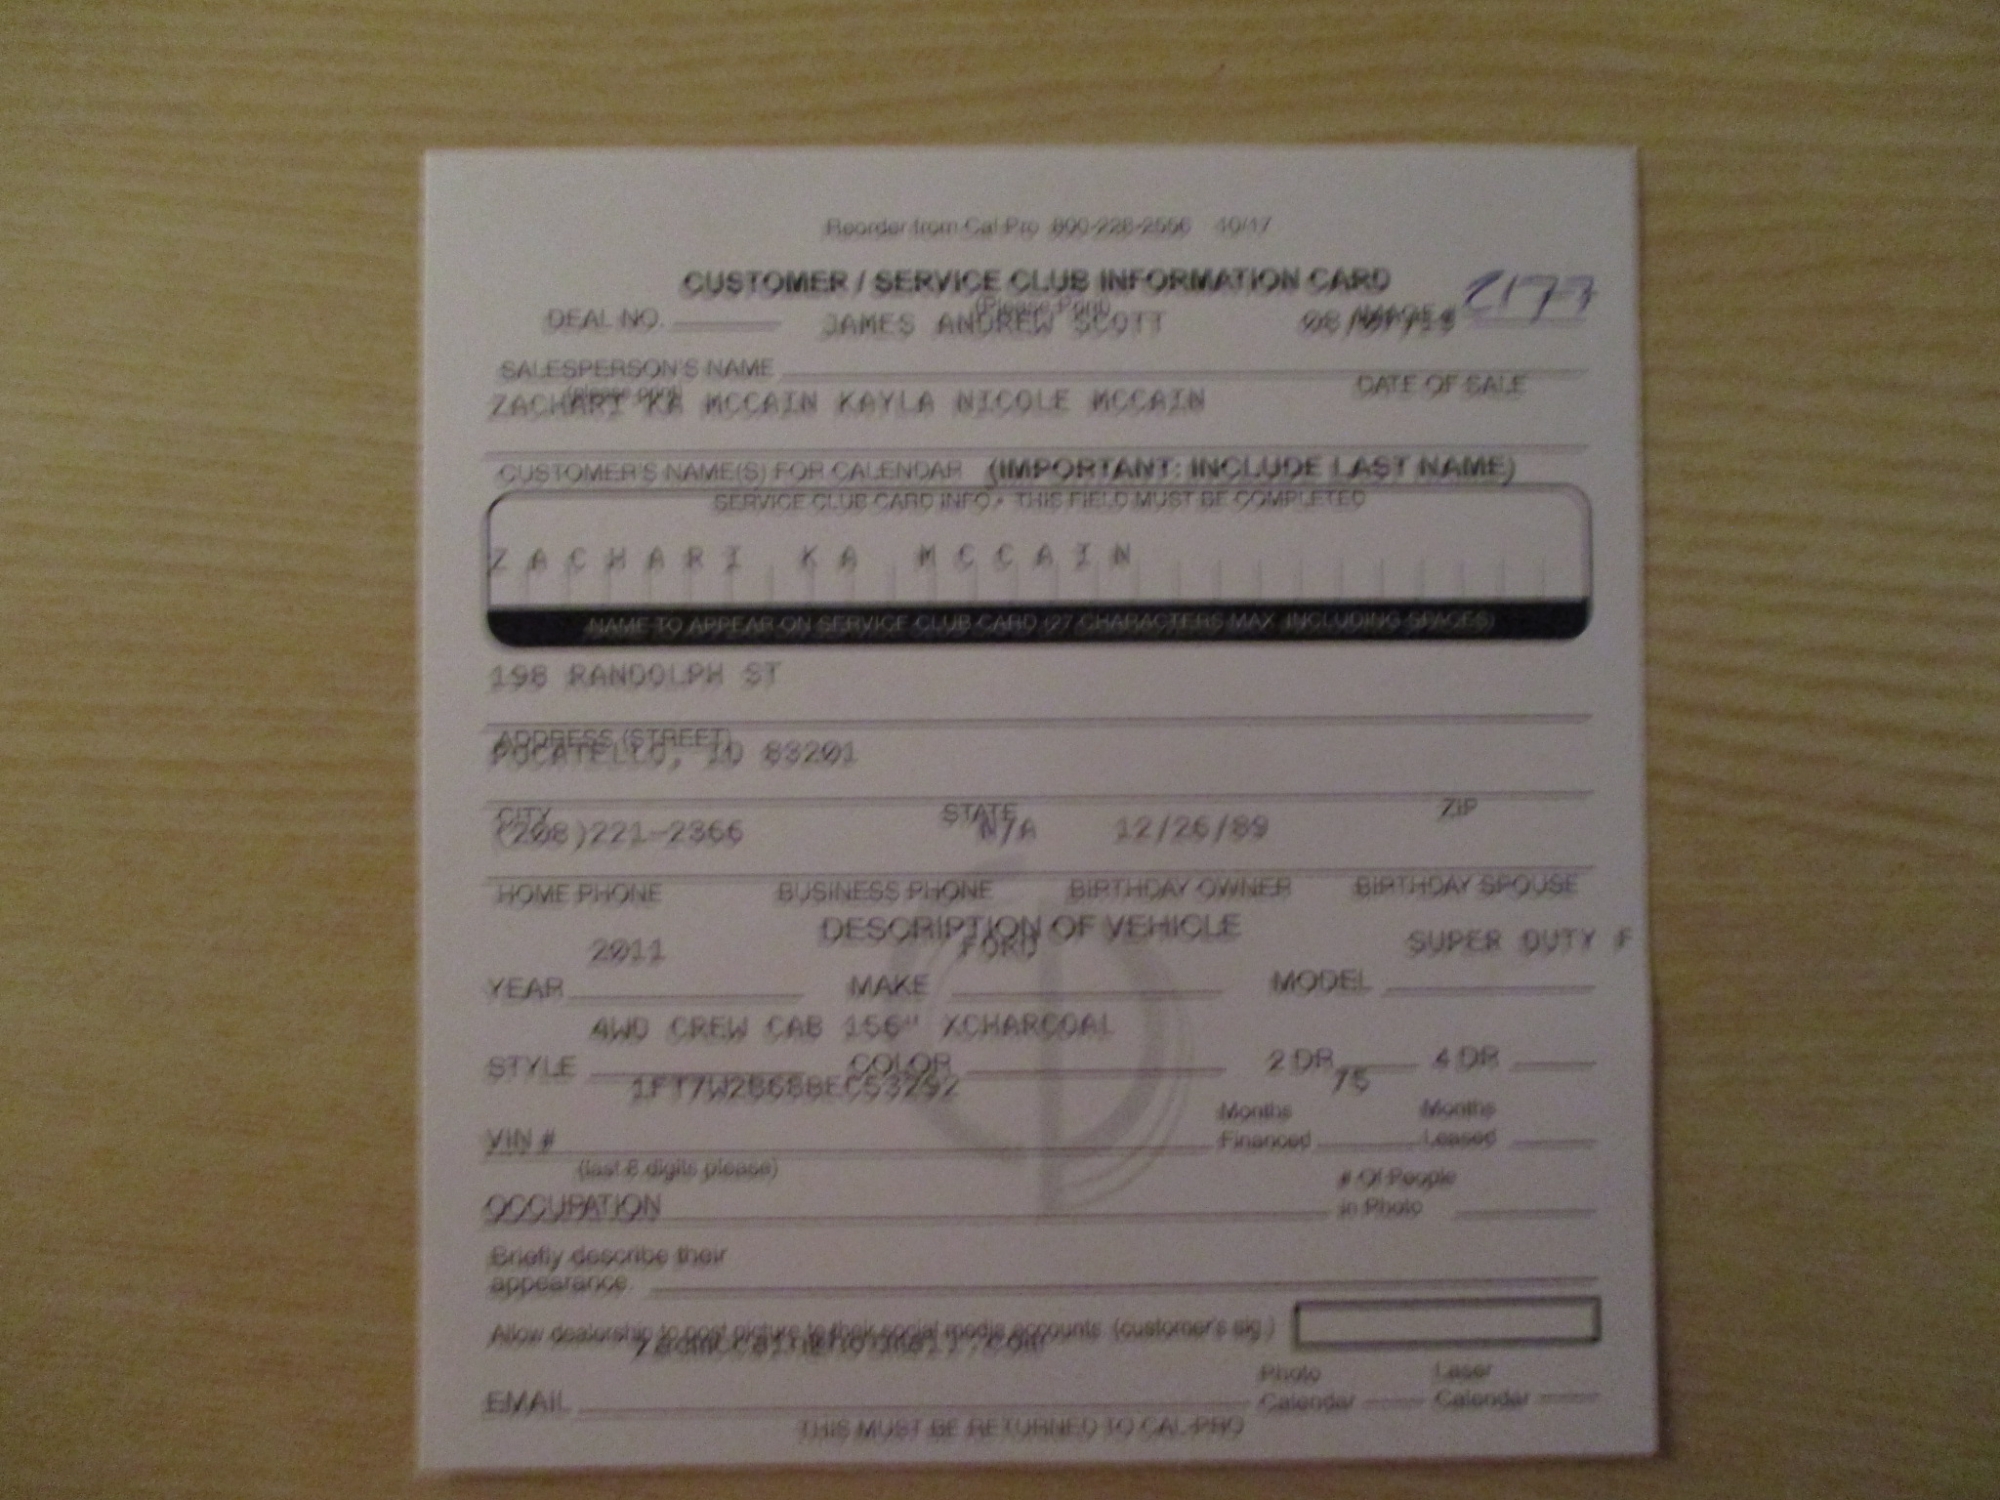 Reorder from Cal Pro 800-228-2556 10/17
CUSTOMER / SERVICE CLUB INFORMATION CARD
(Please Print)
DEAL NO. JAMES ANDREW SCOTT IMAGE # 2177
SALESPERSON'S NAME
(please print) DATE OF SALE
ZACHARI KA MCCAIN KAYLA NICOLE MCCAIN
CUSTOMER'S NAME(S) FOR CALENDAR (IMPORTANT: INCLUDE LAST NAME)
SERVICE CLUB CARD INFO - THIS FIELD MUST BE COMPLETED
ZACHARI KA MCCAIN
NAME TO APPEAR ON SERVICE CLUB CARD (27 CHARACTERS MAX. INCLUDING SPACES)
198 RANDOLPH ST
ADDRESS (STREET)
POCATELLO, ID 83201
CITY STATE ZIP
(208)221-2366 N/A 12/26/89
HOME PHONE BUSINESS PHONE BIRTHDAY OWNER BIRTHDAY SPOUSE
DESCRIPTION OF VEHICLE
2011 FORD SUPER DUTY F
YEAR MAKE MODEL
4WD CREW CAB 156" XCHARCOAL
STYLE COLOR 2 DR 4 DR
75
VIN # Months Financed Months Leased
(last 8 digits please)
OCCUPATION # Of People in Photo
Briefly describe their
appearance.
Allow dealership to post picture to their social media accounts. (customer's sig.)
EMAIL Photo Calendar Laser Calendar
THIS MUST BE RETURNED TO CAL-PRO